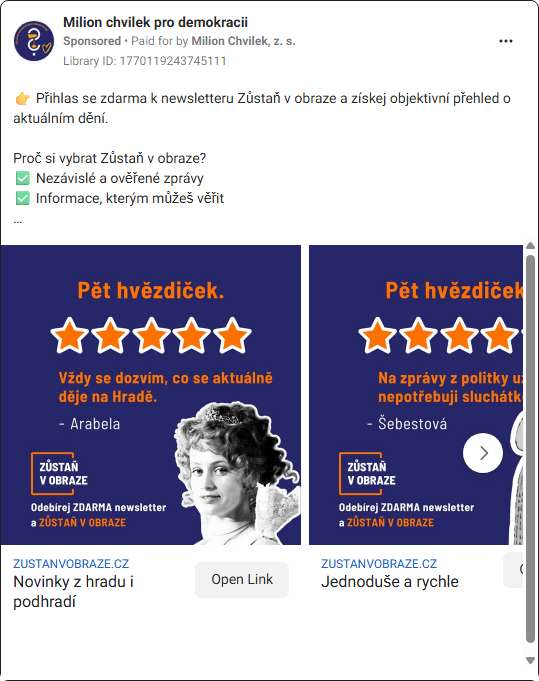 Milion chvilek pro demokracii
Sponsored • Paid for by Milion Chvilek, z. s.
Library ID: 1770119243745111
👉 Přihlas se zdarma k newsletteru Zůstaň v obraze a získej objektivní přehled o
aktuálním dění.
Proč si vybrat Zůstaň v obraze?
✅ Nezávislé a ověřené zprávy
✅ Informace, kterým můžeš věřit
...
Pět hvězdiček.
Vždy se dozvím, co se aktuálně
děje na Hradě.
- Arabela
ZŮSTAŇ
V OBRAZE
Odebírej ZDARMA newsletter
a ZŮSTAŇ V OBRAZE
ZUSTANVOBRAZE.CZ
Novinky z hradu i
podhradí
Open Link
Pět hvězdiček
Na zprávy z politky
nepotřebuji
- Šebestová
ZŮSTAŇ
V OBRAZE
Odebírej ZDARMA newsletter
a ZŮSTAŇ V OBRAZE
ZUSTANVOBRAZE.CZ
Jednoduše a rychle